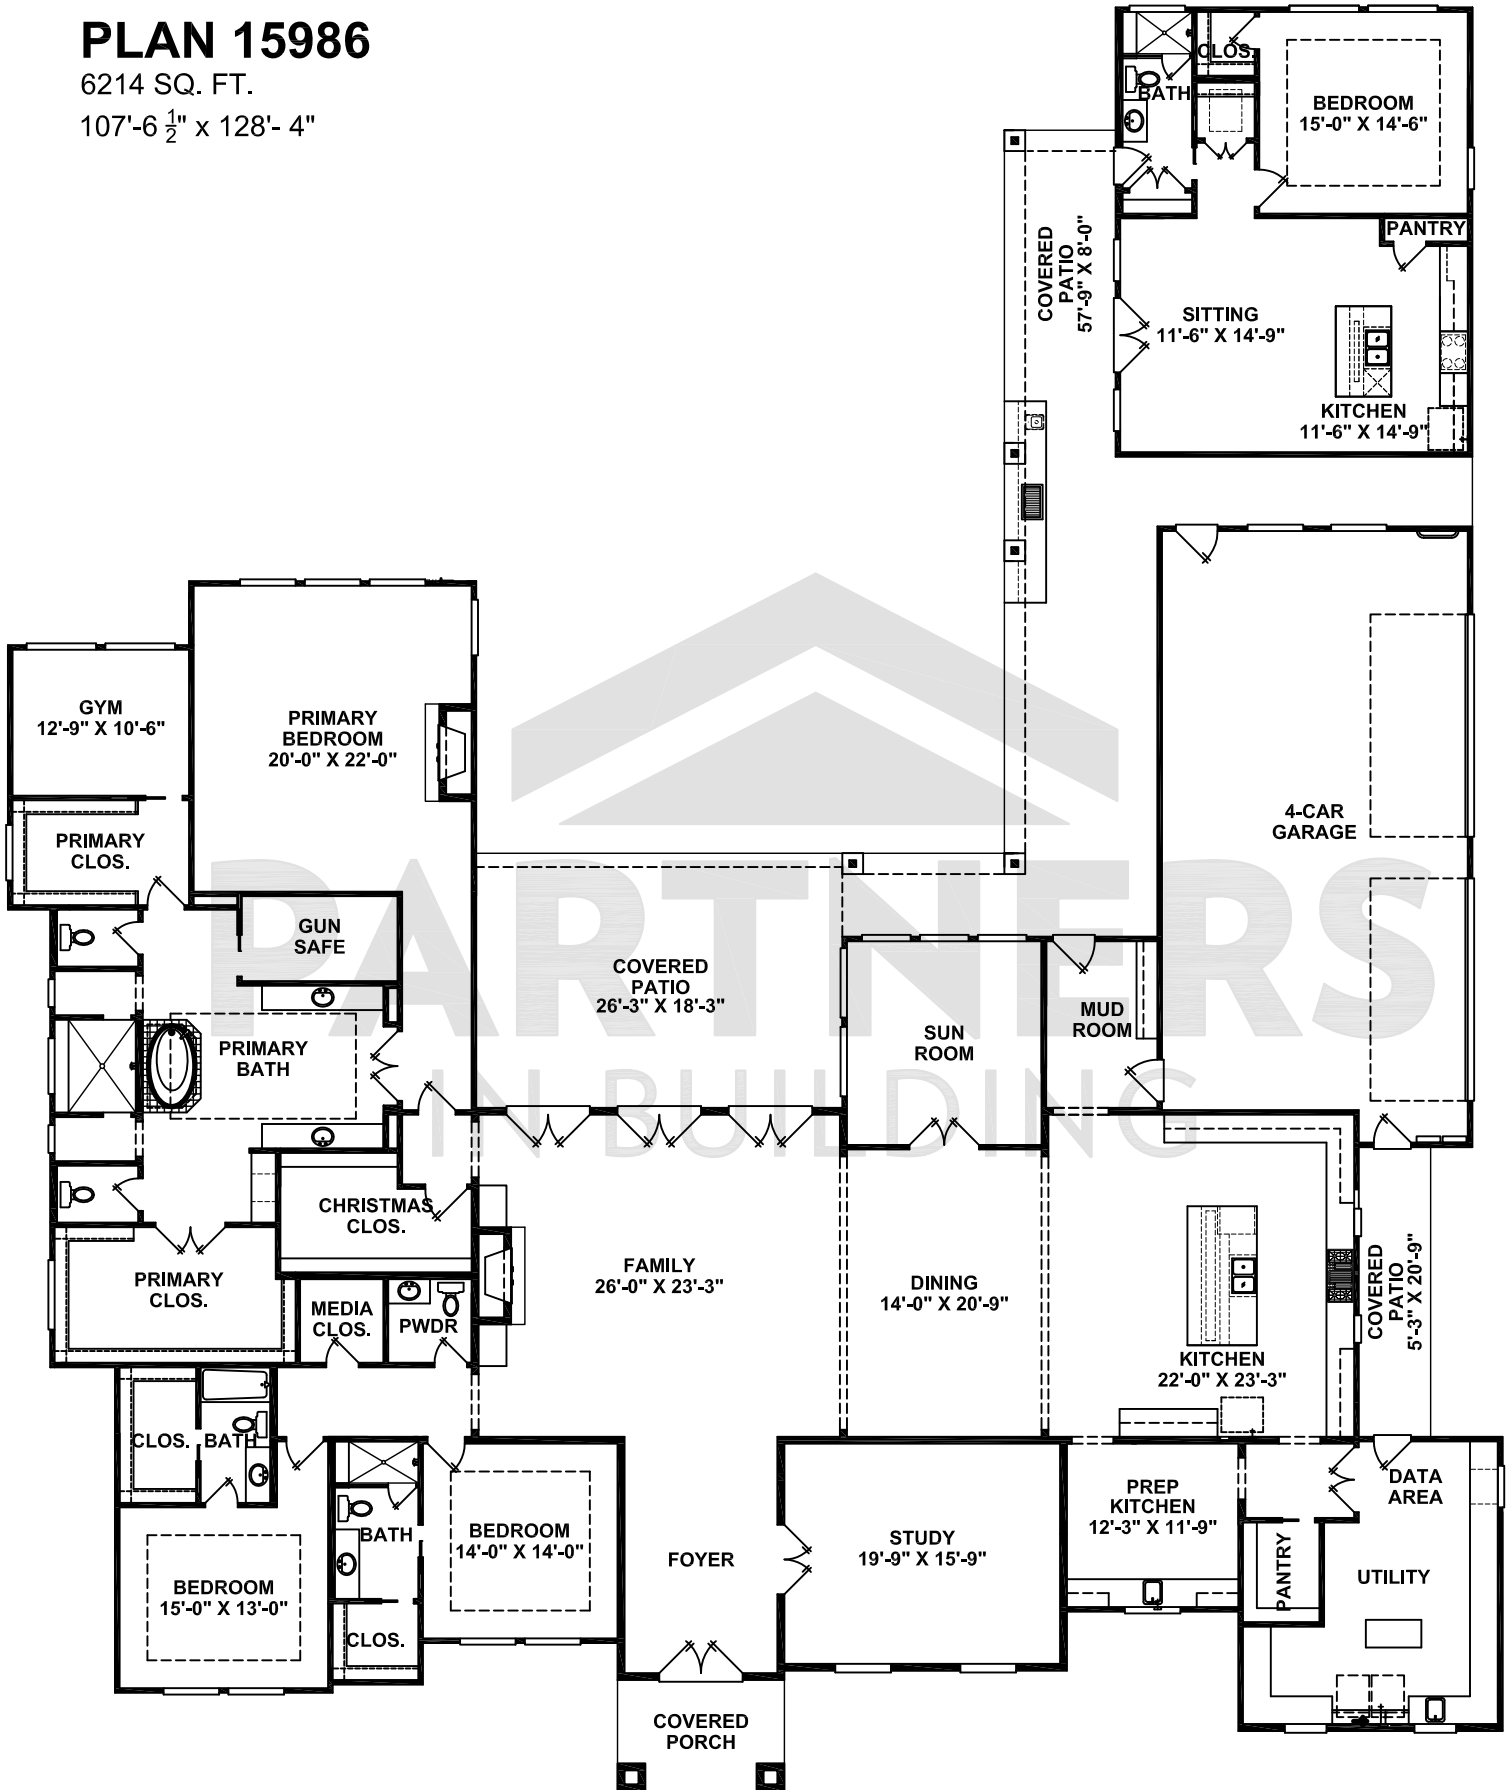 PLAN 15986
6214 SQ. FT.
107'-6 1/2" x 128'- 4"
CLOS.
BATH
BEDROOM
15'-0" X 14'-6"
PANTRY
COVERED
PATIO
57'-9" X 8'-0"
SITTING
11'-6" X 14'-9"
KITCHEN
11'-6" X 14'-9"
GYM
12'-9" X 10'-6"
PRIMARY
BEDROOM
20'-0" X 22'-0"
4-CAR
GARAGE
PRIMARY
CLOS.
GUN
SAFE
PARTNERS
IN BUILDING
COVERED
PATIO
26'-3" X 18'-3"
MUD
ROOM
SUN
ROOM
PRIMARY
BATH
CHRISTMAS
CLOS.
FAMILY
26'-0" X 23'-3"
DINING
14'-0" X 20'-9"
COVERED
PATIO
5'-3" X 20'-9"
PRIMARY
CLOS.
MEDIA
CLOS.
PWDR
KITCHEN
22'-0" X 23'-3"
CLOS.
BATH
DATA
AREA
PREP
KITCHEN
12'-3" X 11'-9"
BATH
BEDROOM
14'-0" X 14'-0"
FOYER
STUDY
19'-9" X 15'-9"
PANTRY
UTILITY
BEDROOM
15'-0" X 13'-0"
CLOS.
COVERED
PORCH